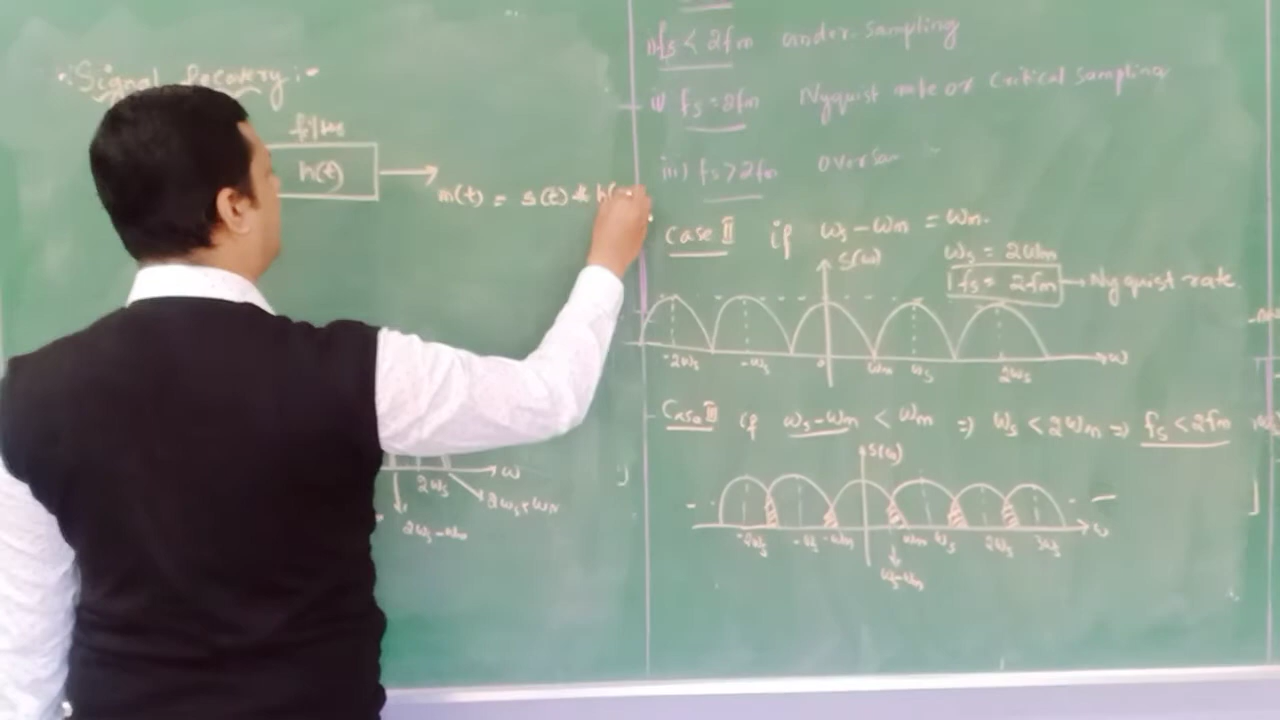 Signal Recovery :-
filter
h(t)
m(t) = s(t) * h(
ω
2ωs
2ωs-ωm
2ωs+ωm
i) fs < 2fm under-sampling
ii) fs = 2fm Nyquist rate or Critical sampling
iii) fs > 2fm oversam
Case II if ωs - ωm = ωm.
ωs = 2ωm
fs = 2fm → Nyquist rate.
S(ω)
-2ωs -ωs 0 ωm ωs 2ωs ω
Case III if ωs-ωm < ωm => ωs < 2ωm => fs < 2fm
S(ω)
-2ωs -ωs -ωm ωm ωs 2ωs 3ωs ω
ωs-ωm